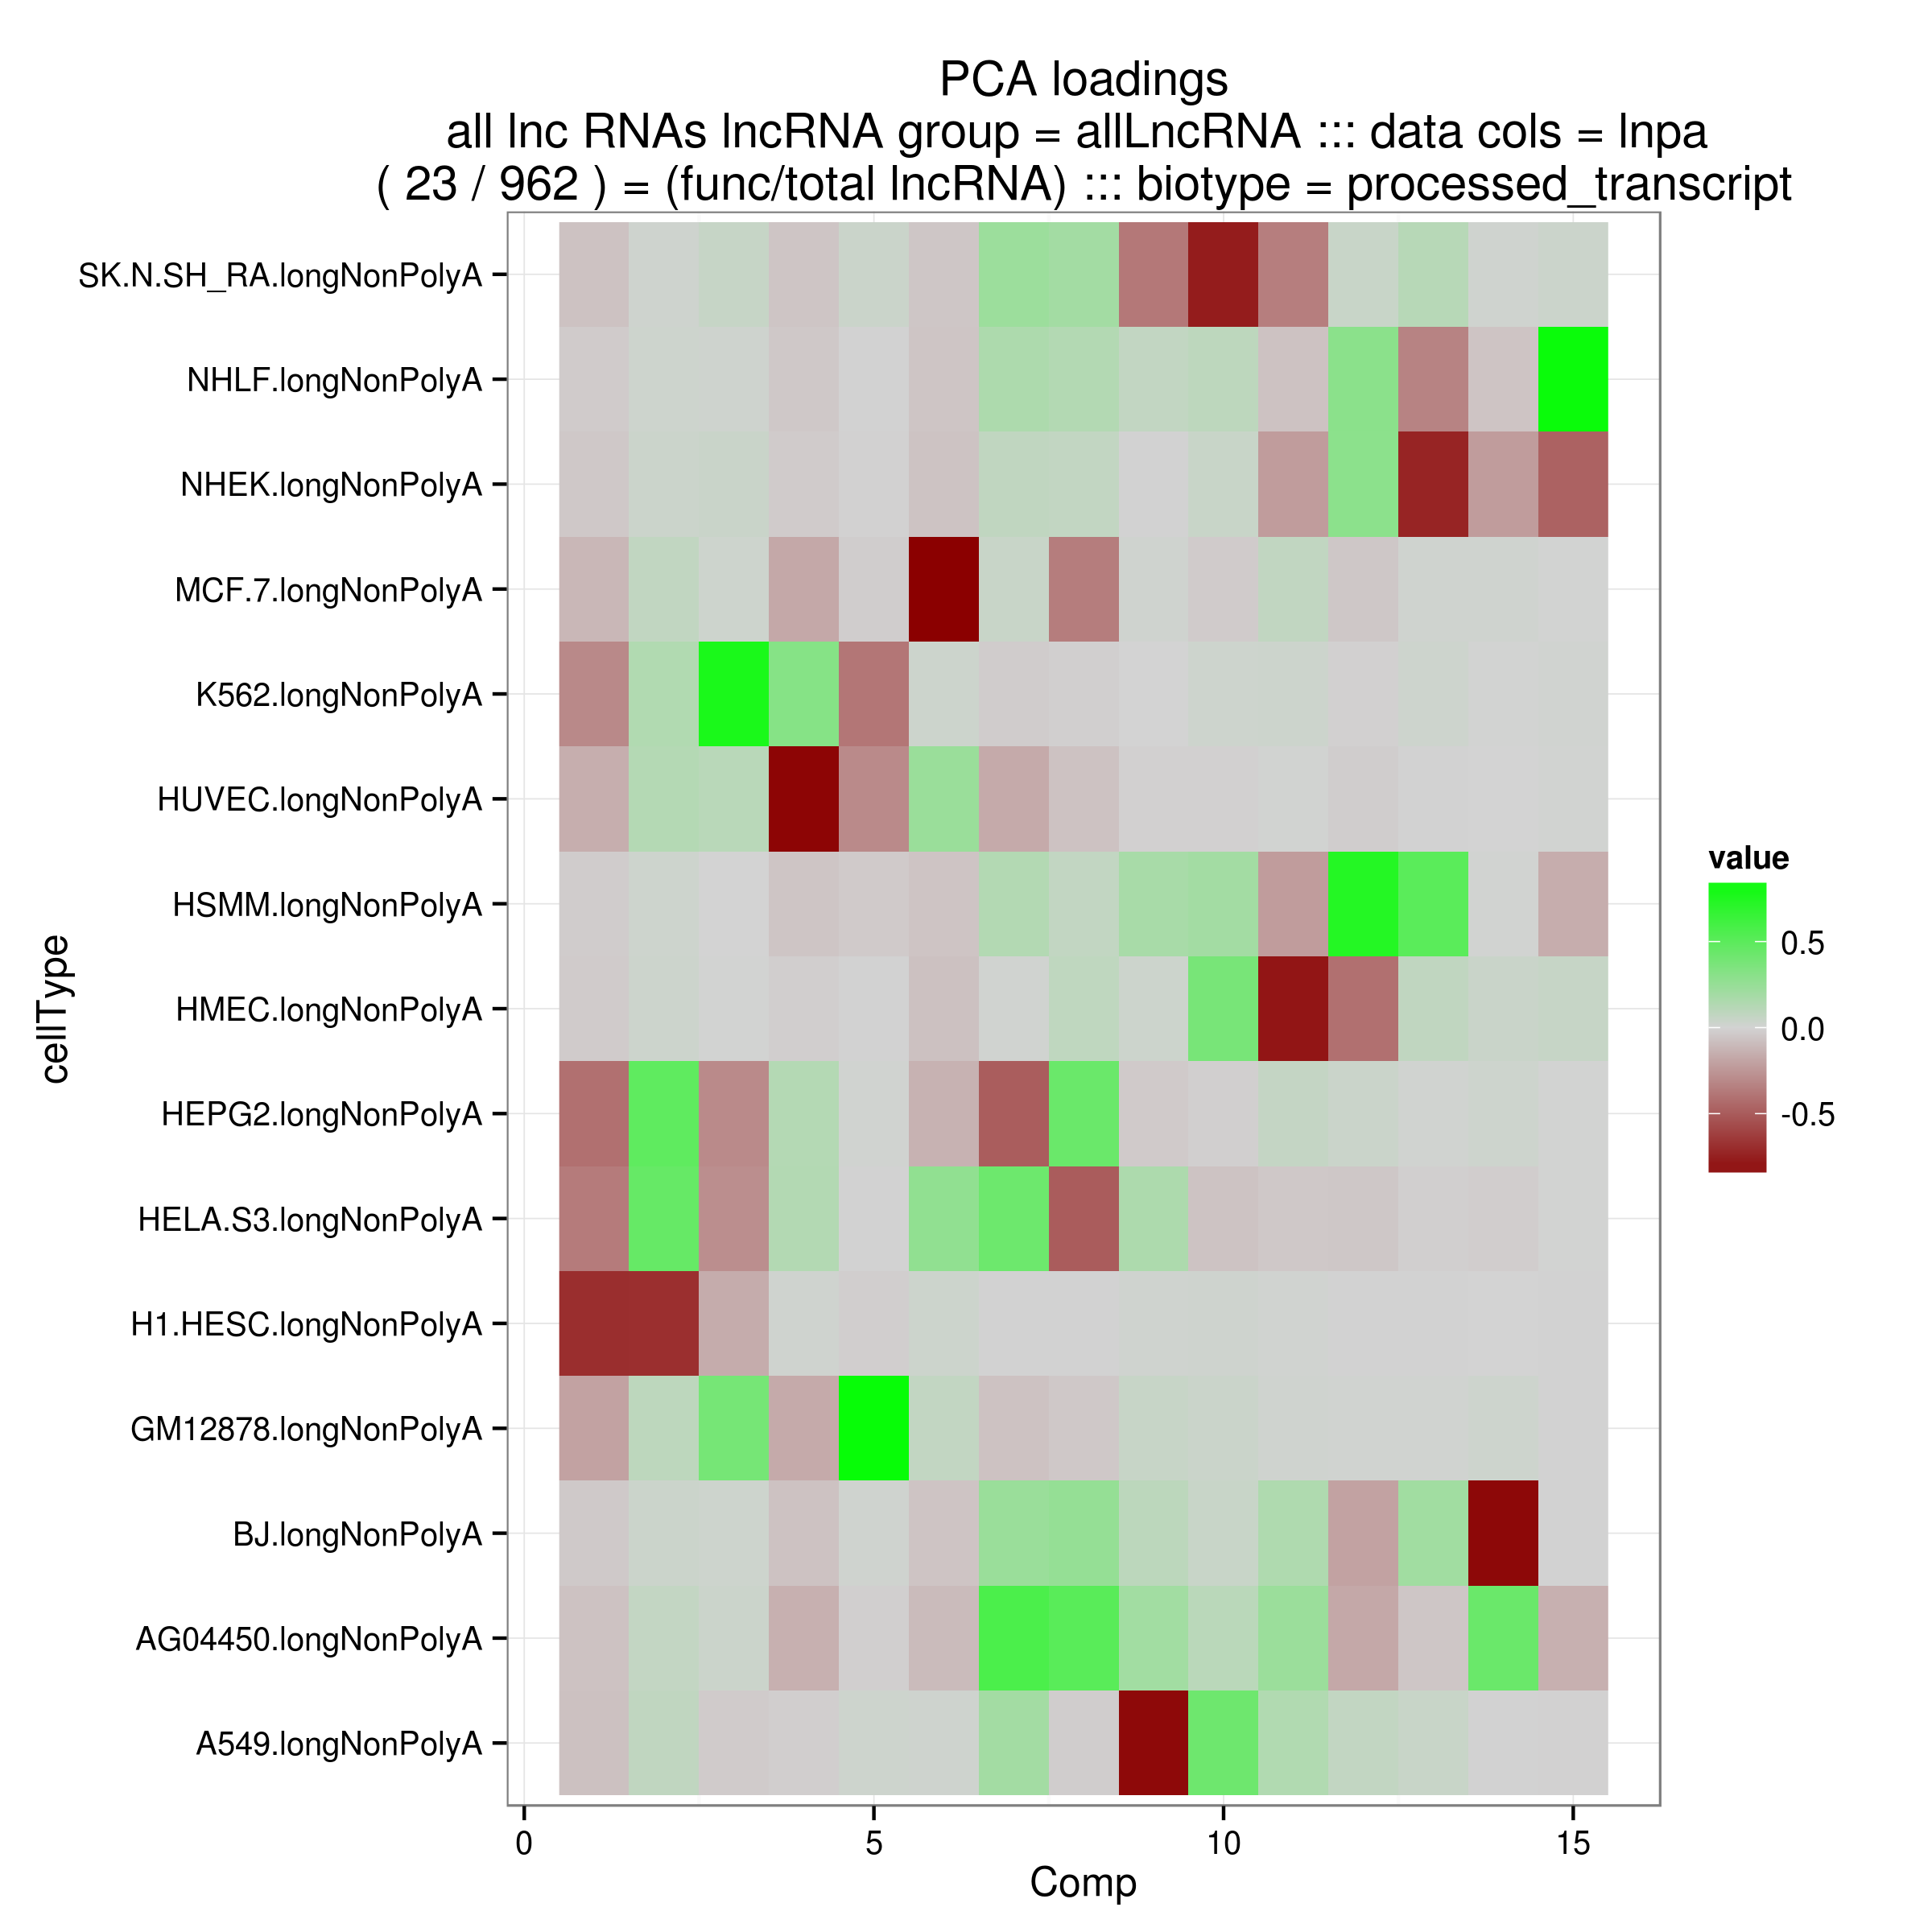 PCA loadings
all lnc RNAs lncRNA group = allLncRNA ::: data cols = lnpa
( 23 / 962 ) = (func/total lncRNA) ::: biotype = processed_transcript
SK.N.SH_RA.longNonPolyA
NHLF.longNonPolyA
NHEK.longNonPolyA
MCF.7.longNonPolyA
K562.longNonPolyA
HUVEC.longNonPolyA
HSMM.longNonPolyA
HMEC.longNonPolyA
HEPG2.longNonPolyA
HELA.S3.longNonPolyA
H1.HESC.longNonPolyA
GM12878.longNonPolyA
BJ.longNonPolyA
AG04450.longNonPolyA
A549.longNonPolyA
cellType
0 5 10 15
Comp
value
0.5
0.0
-0.5